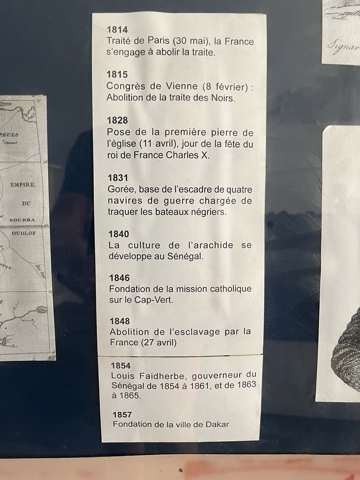 1814
Traité de Paris (30 mai), la France
s'engage à abolir la traite.
1815
Congrès de Vienne (8 février) :
Abolition de la traite des Noirs.
1828
Pose de la première pierre de
l'église (11 avril), jour de la fête du
roi de France Charles X.
1831
Gorée, base de l'escadre de quatre
navires de guerre chargée de
traquer les bateaux négriers.
1840
La culture de l'arachide se
développe au Sénégal.
1846
Fondation de la mission catholique
sur le Cap-Vert.
1848
Abolition de l'esclavage par la
France (27 avril)
1854
Louis Faidherbe, gouverneur du
Sénégal de 1854 à 1861, et de 1863
à 1865.
1857
Fondation de la ville de Dakar
EMPIRE
DU
OUOLOF